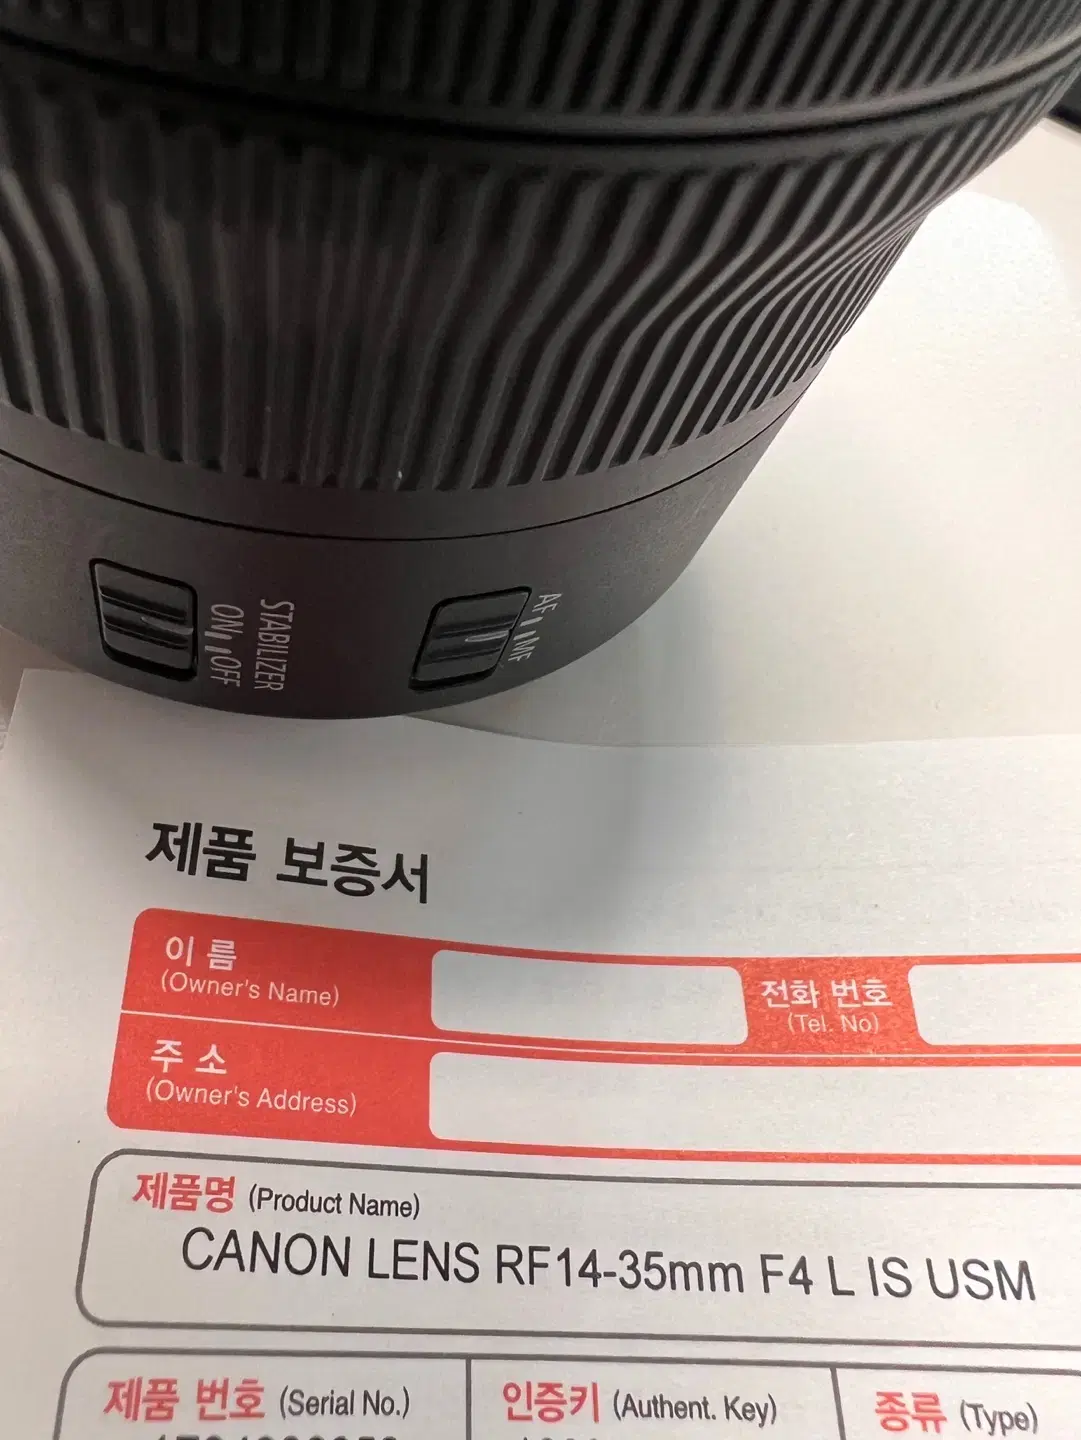 STABILIZER
ON OFF
AF MF
제품 보증서
이 름
(Owner's Name)
전화 번호
(Tel. No)
주 소
(Owner's Address)
제품명 (Product Name)
CANON LENS RF14-35mm F4 L IS USM
제품 번호 (Serial No.)
인증키 (Authent. Key)
종류 (Type)